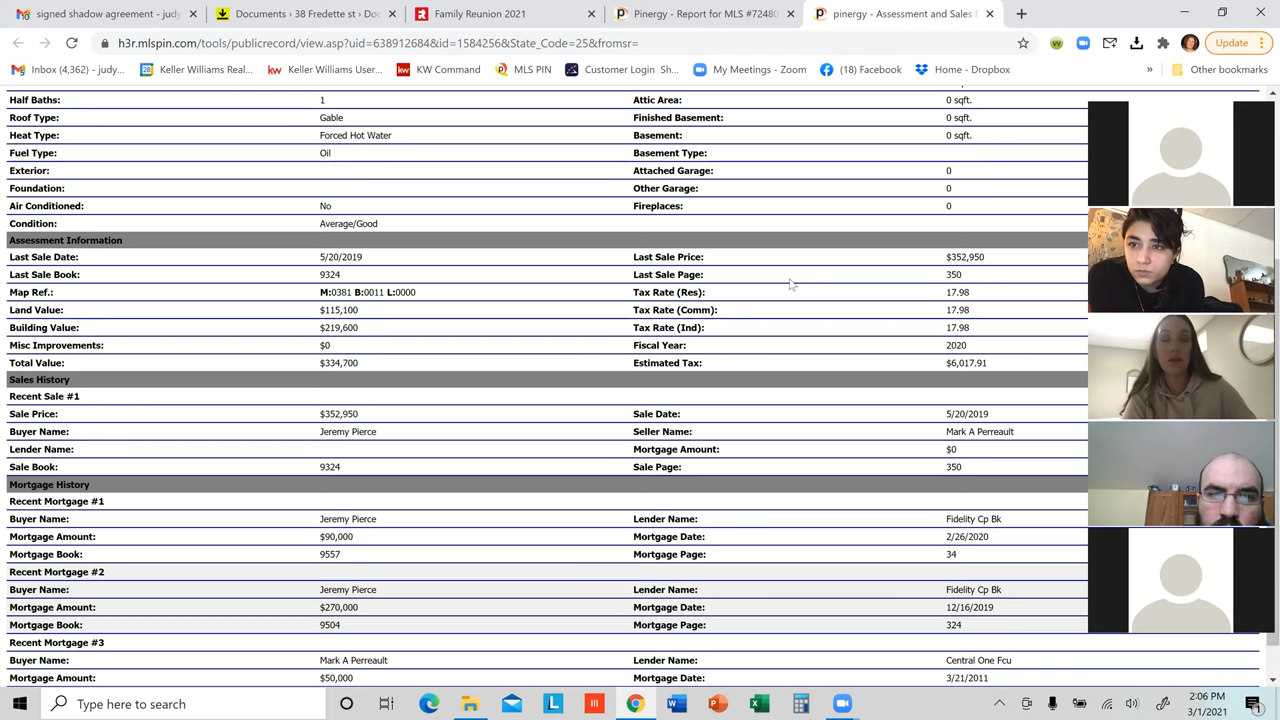 signed shadow agreement - judy
Documents › 38 Fredette st › Doc
Family Reunion 2021
Pinergy - Report for MLS #72480
pinergy - Assessment and Sales F
h3r.mlspin.com/tools/publicrecord/view.asp?uid=638912684&id=1584256&State_Code=25&fromsr=
Update
Inbox (4,362) - judy...
Keller Williams Real...
Keller Williams User...
KW Command
MLS PIN
Customer Login Sh...
My Meetings - Zoom
(18) Facebook
Home - Dropbox
»
Other bookmarks
Half Baths: 1 Attic Area: 0 sqft.
Roof Type: Gable Finished Basement: 0 sqft.
Heat Type: Forced Hot Water Basement: 0 sqft.
Fuel Type: Oil Basement Type:
Exterior: Attached Garage: 0
Foundation: Other Garage: 0
Air Conditioned: No Fireplaces: 0
Condition: Average/Good
Assessment Information
Last Sale Date: 5/20/2019 Last Sale Price: $352,950
Last Sale Book: 9324 Last Sale Page: 350
Map Ref.: M:0381 B:0011 L:0000 Tax Rate (Res): 17.98
Land Value: $115,100 Tax Rate (Comm): 17.98
Building Value: $219,600 Tax Rate (Ind): 17.98
Misc Improvements: $0 Fiscal Year: 2020
Total Value: $334,700 Estimated Tax: $6,017.91
Sales History
Recent Sale #1
Sale Price: $352,950 Sale Date: 5/20/2019
Buyer Name: Jeremy Pierce Seller Name: Mark A Perreault
Lender Name: Mortgage Amount: $0
Sale Book: 9324 Sale Page: 350
Mortgage History
Recent Mortgage #1
Buyer Name: Jeremy Pierce Lender Name: Fidelity Cp Bk
Mortgage Amount: $90,000 Mortgage Date: 2/26/2020
Mortgage Book: 9557 Mortgage Page: 34
Recent Mortgage #2
Buyer Name: Jeremy Pierce Lender Name: Fidelity Cp Bk
Mortgage Amount: $270,000 Mortgage Date: 12/16/2019
Mortgage Book: 9504 Mortgage Page: 324
Recent Mortgage #3
Buyer Name: Mark A Perreault Lender Name: Central One Fcu
Mortgage Amount: $50,000 Mortgage Date: 3/21/2011
Type here to search
2:06 PM
3/1/2021